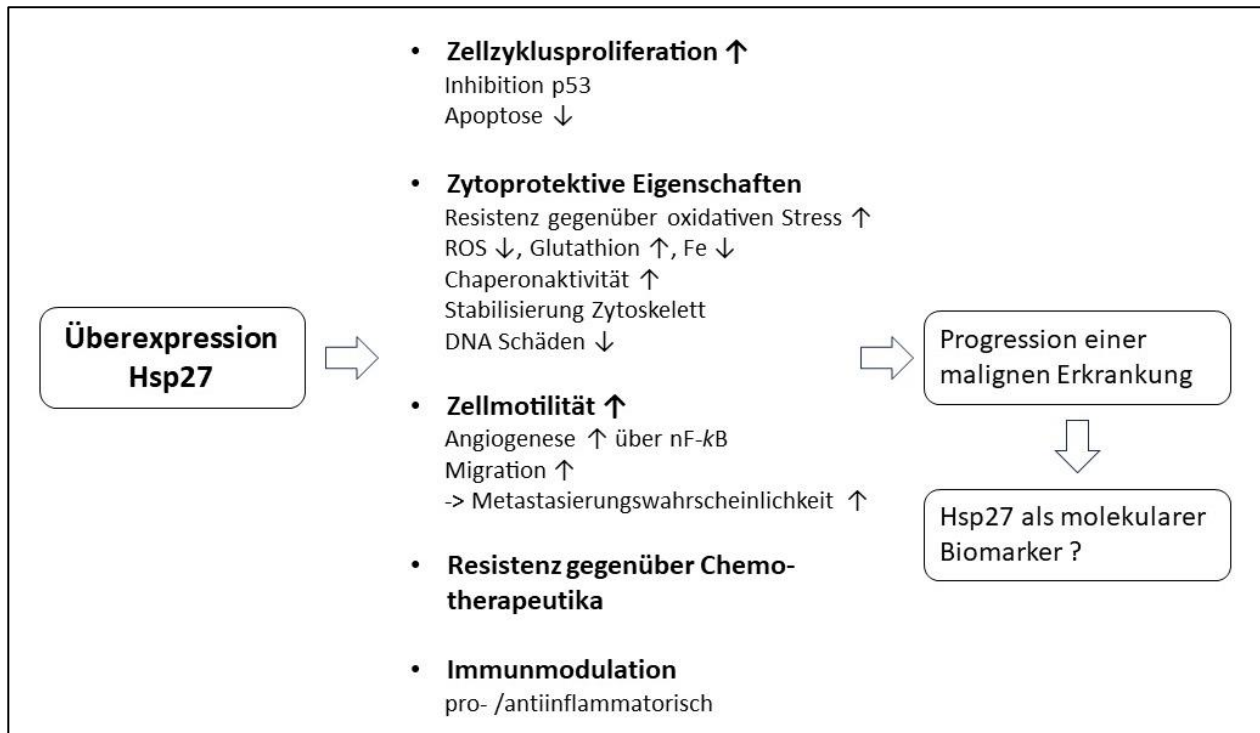 Überexpression
Hsp27
• Zellzyklusproliferation ↑
Inhibition p53
Apoptose ↓
• Zytoprotektive Eigenschaften
Resistenz gegenüber oxidativen Stress ↑
ROS ↓, Glutathion ↑, Fe ↓
Chaperonaktivität ↑
Stabilisierung Zytoskelett
DNA Schäden ↓
• Zellmotilität ↑
Angiogenese ↑ über nF-kB
Migration ↑
-> Metastasierungswahrscheinlichkeit ↑
• Resistenz gegenüber Chemo-
therapeutika
• Immunmodulation
pro- /antiinflammatorisch
Progression einer
malignen Erkrankung
Hsp27 als molekularer
Biomarker ?